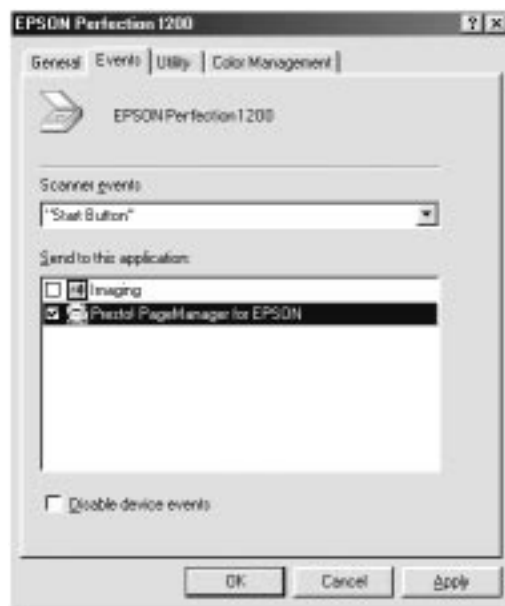 EPSON Perfection 1200
General Events Utility Color Management
EPSON Perfection 1200
Scanner events
"Start Button"
Send to this application:
Imaging
Presto! PageManager for EPSON
Disable device events
OK Cancel Apply